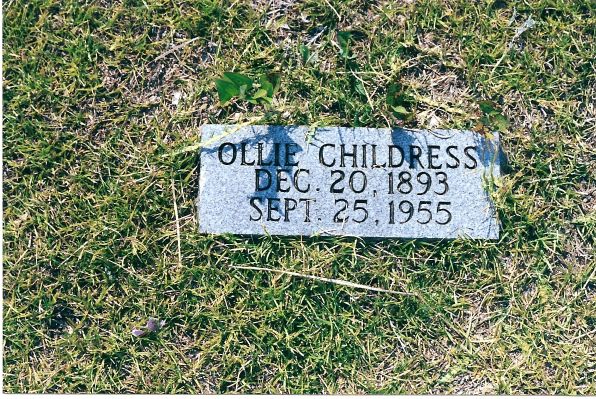 OLLIE CHILDRESS
DEC. 20, 1893
SEPT. 25, 1955